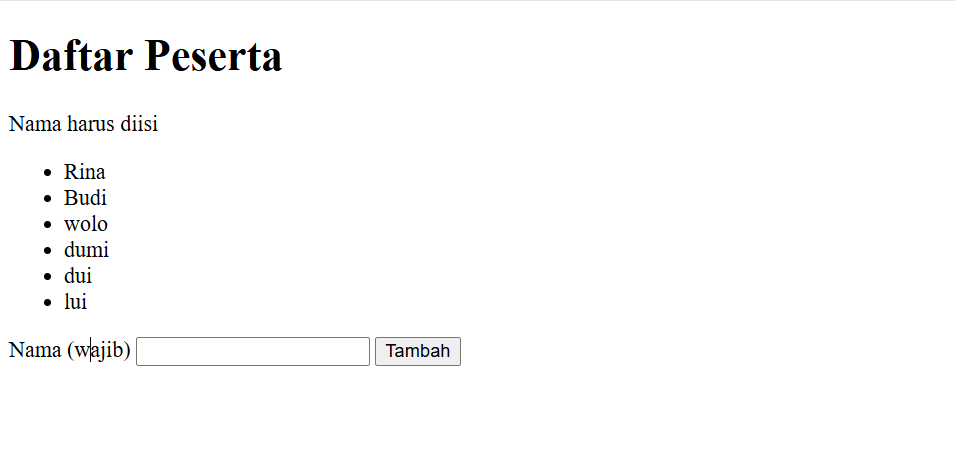 Daftar Peserta
Nama harus diisi
Rina
Budi
wolo
dumi
dui
lui
Nama (wajib) Tambah